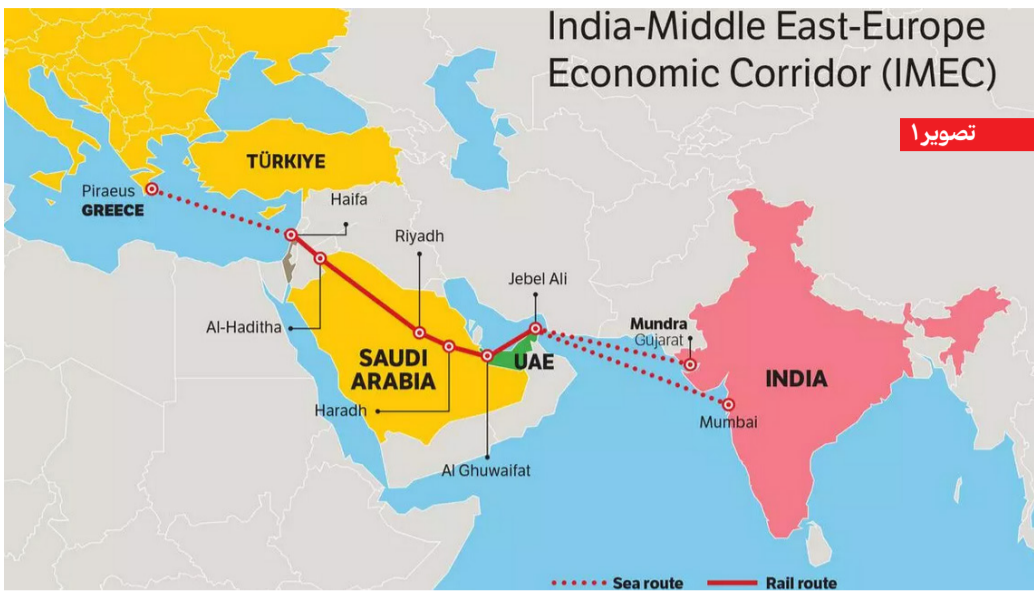 India-Middle East-Europe
Economic Corridor (IMEC)
تصویر۱
TÜRKIYE
Piraeus
GREECE
Haifa
Riyadh
Jebel Ali
Al-Haditha
Mundra
Gujarat
SAUDI
ARABIA
UAE
INDIA
Haradh
Mumbai
Al Ghuwaifat
Sea route
Rail route